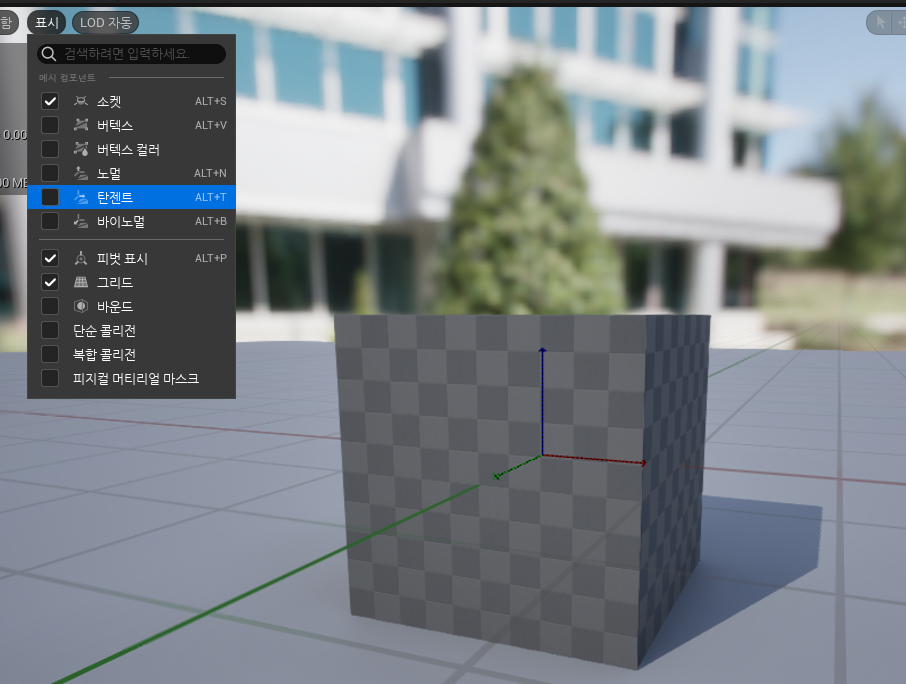 함
표시
LOD 자동
검색하려면 입력하세요.
메시 컴포넌트
소켓 ALT+S
버텍스 ALT+V
버텍스 컬러
노멀 ALT+N
탄젠트 ALT+T
바이노멀 ALT+B
피벗 표시 ALT+P
그리드
바운드
단순 콜리전
복합 콜리전
피지컬 머티리얼 마스크
0.00